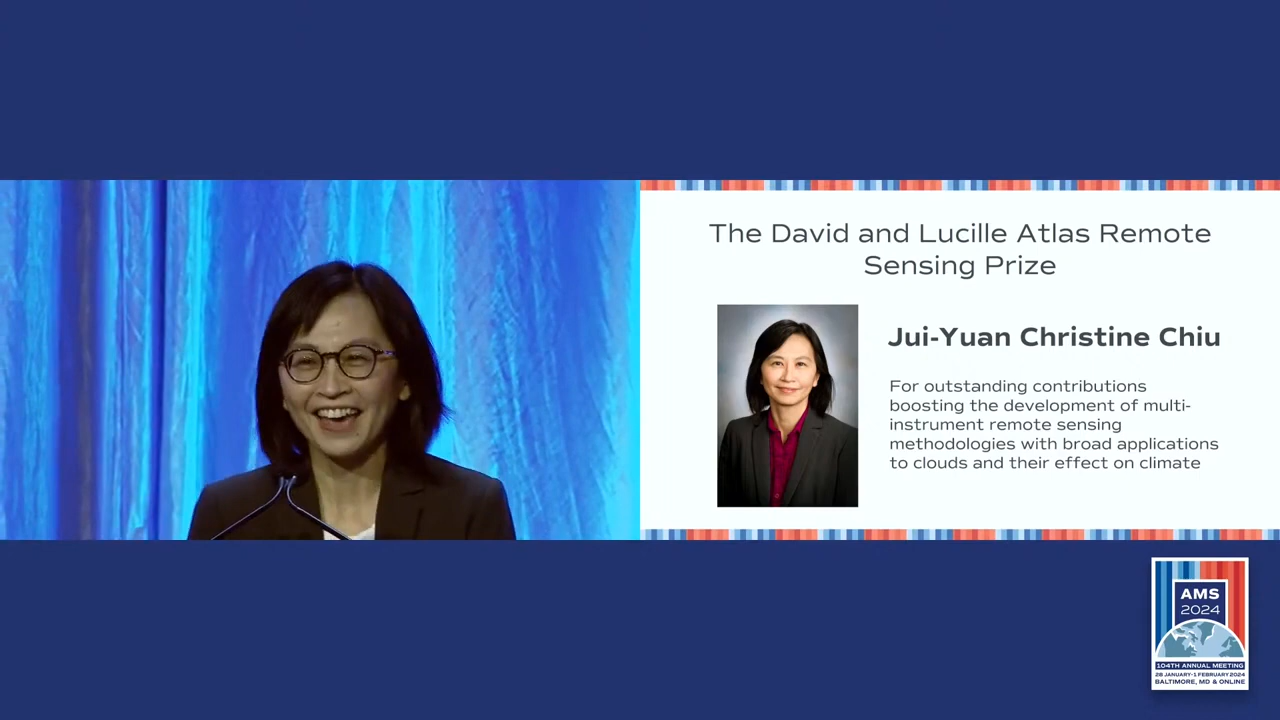 The David and Lucille Atlas Remote
Sensing Prize
Jui-Yuan Christine Chiu
For outstanding contributions
boosting the development of multi-
instrument remote sensing
methodologies with broad applications
to clouds and their effect on climate
AMS
2024
104TH ANNUAL MEETING
28 JANUARY-1 FEBRUARY 2024
BALTIMORE, MD & ONLINE